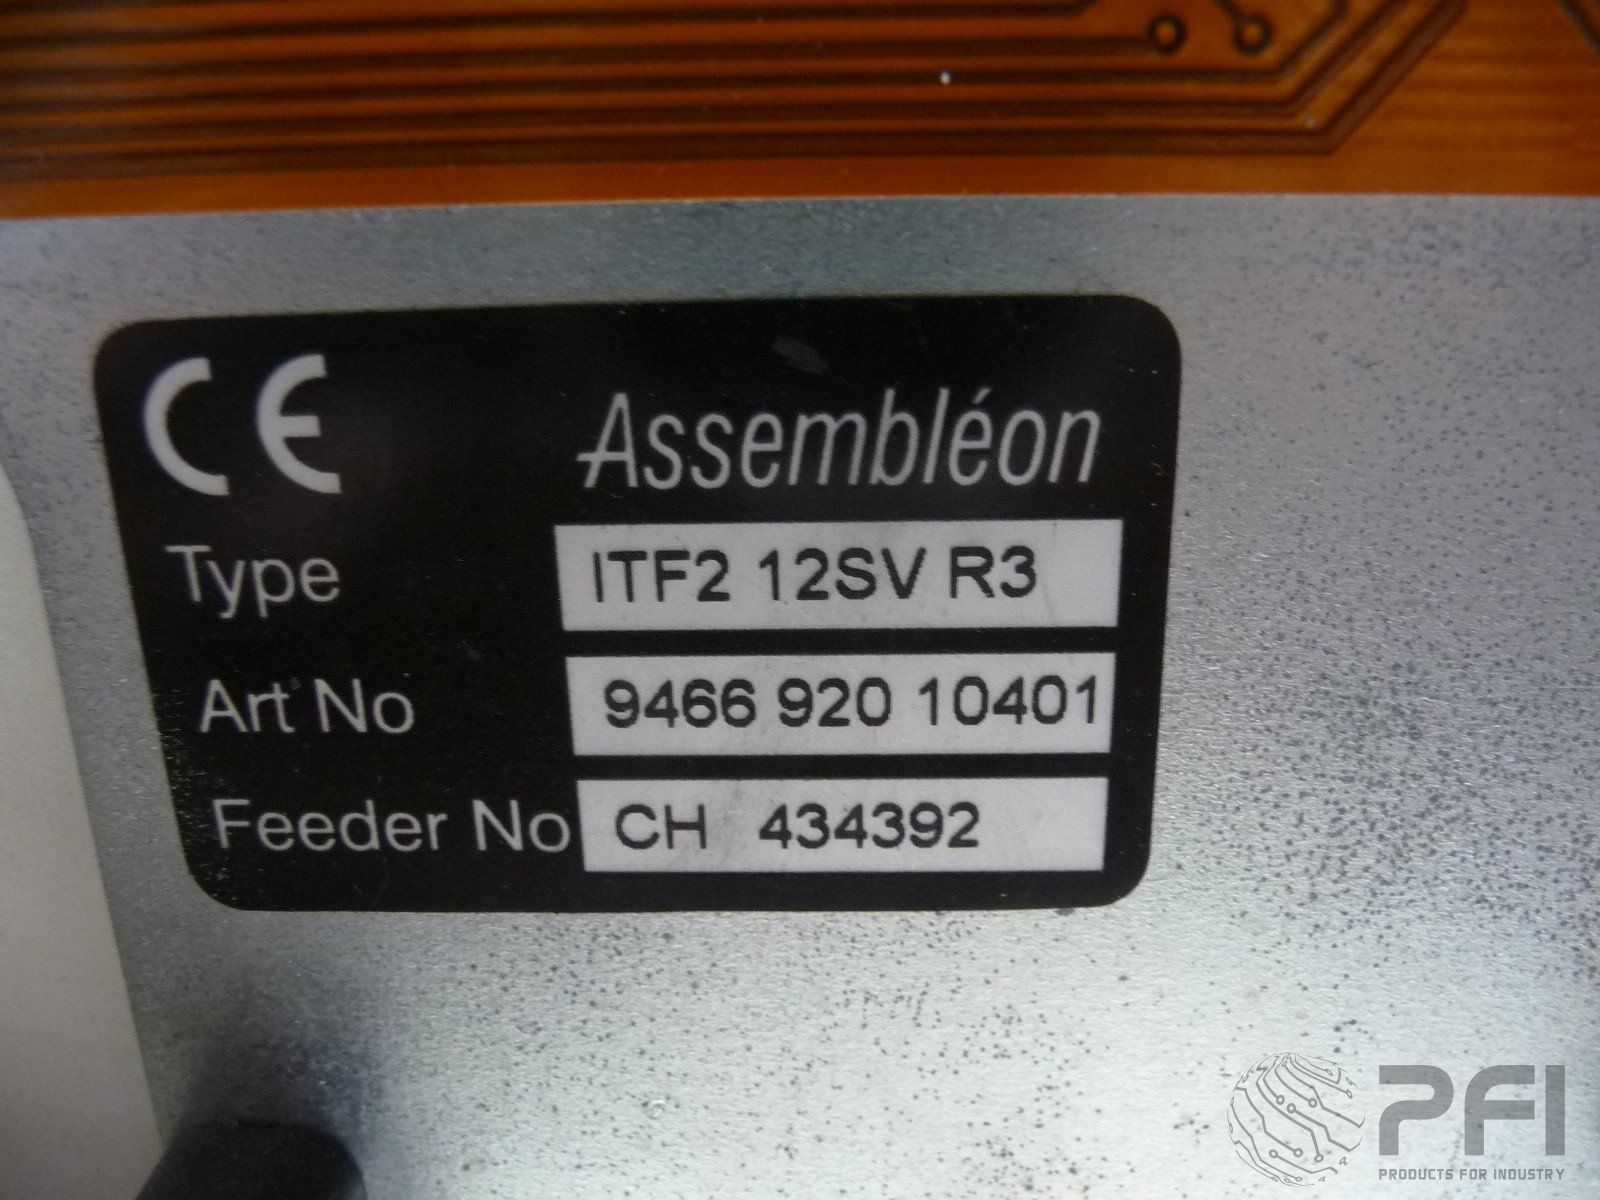 CE
Assembléon
Type ITF2 12SV R3
Art No 9466 920 10401
Feeder No CH 434392
PFI
PRODUCTS FOR INDUSTRY